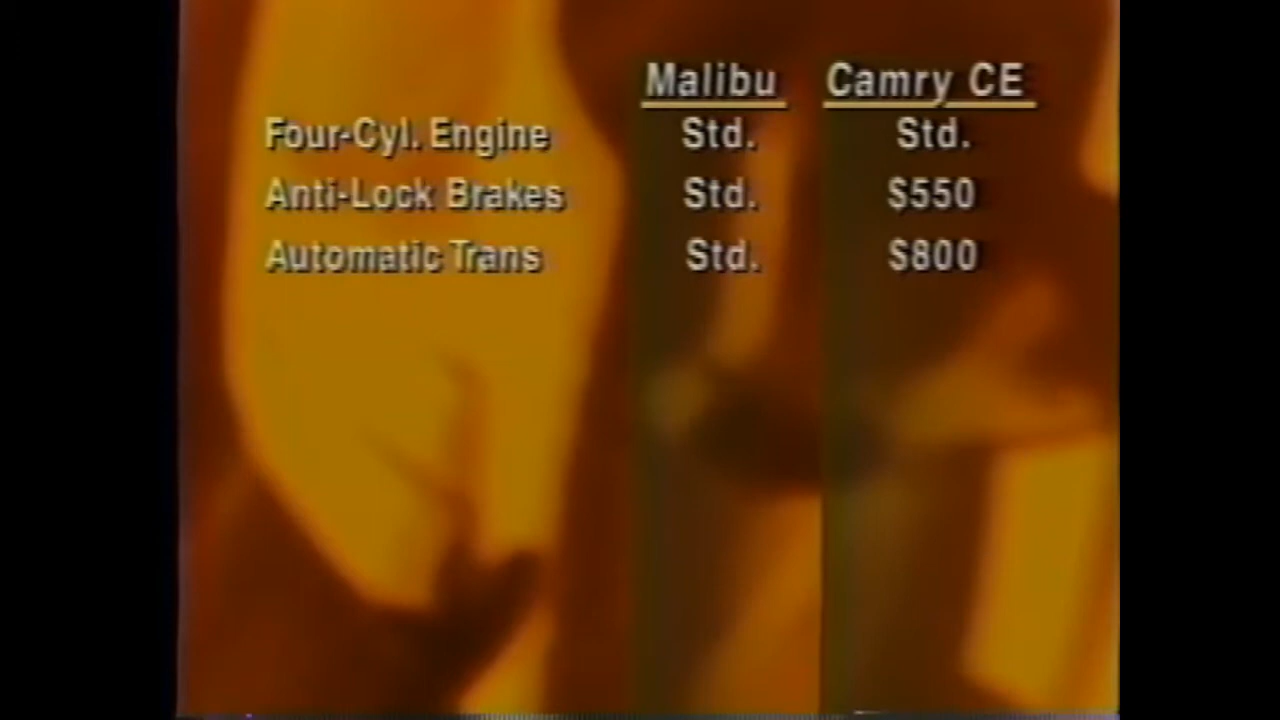 Malibu Camry CE
Four-Cyl. Engine Std. Std.
Anti-Lock Brakes Std. $550
Automatic Trans Std. $800